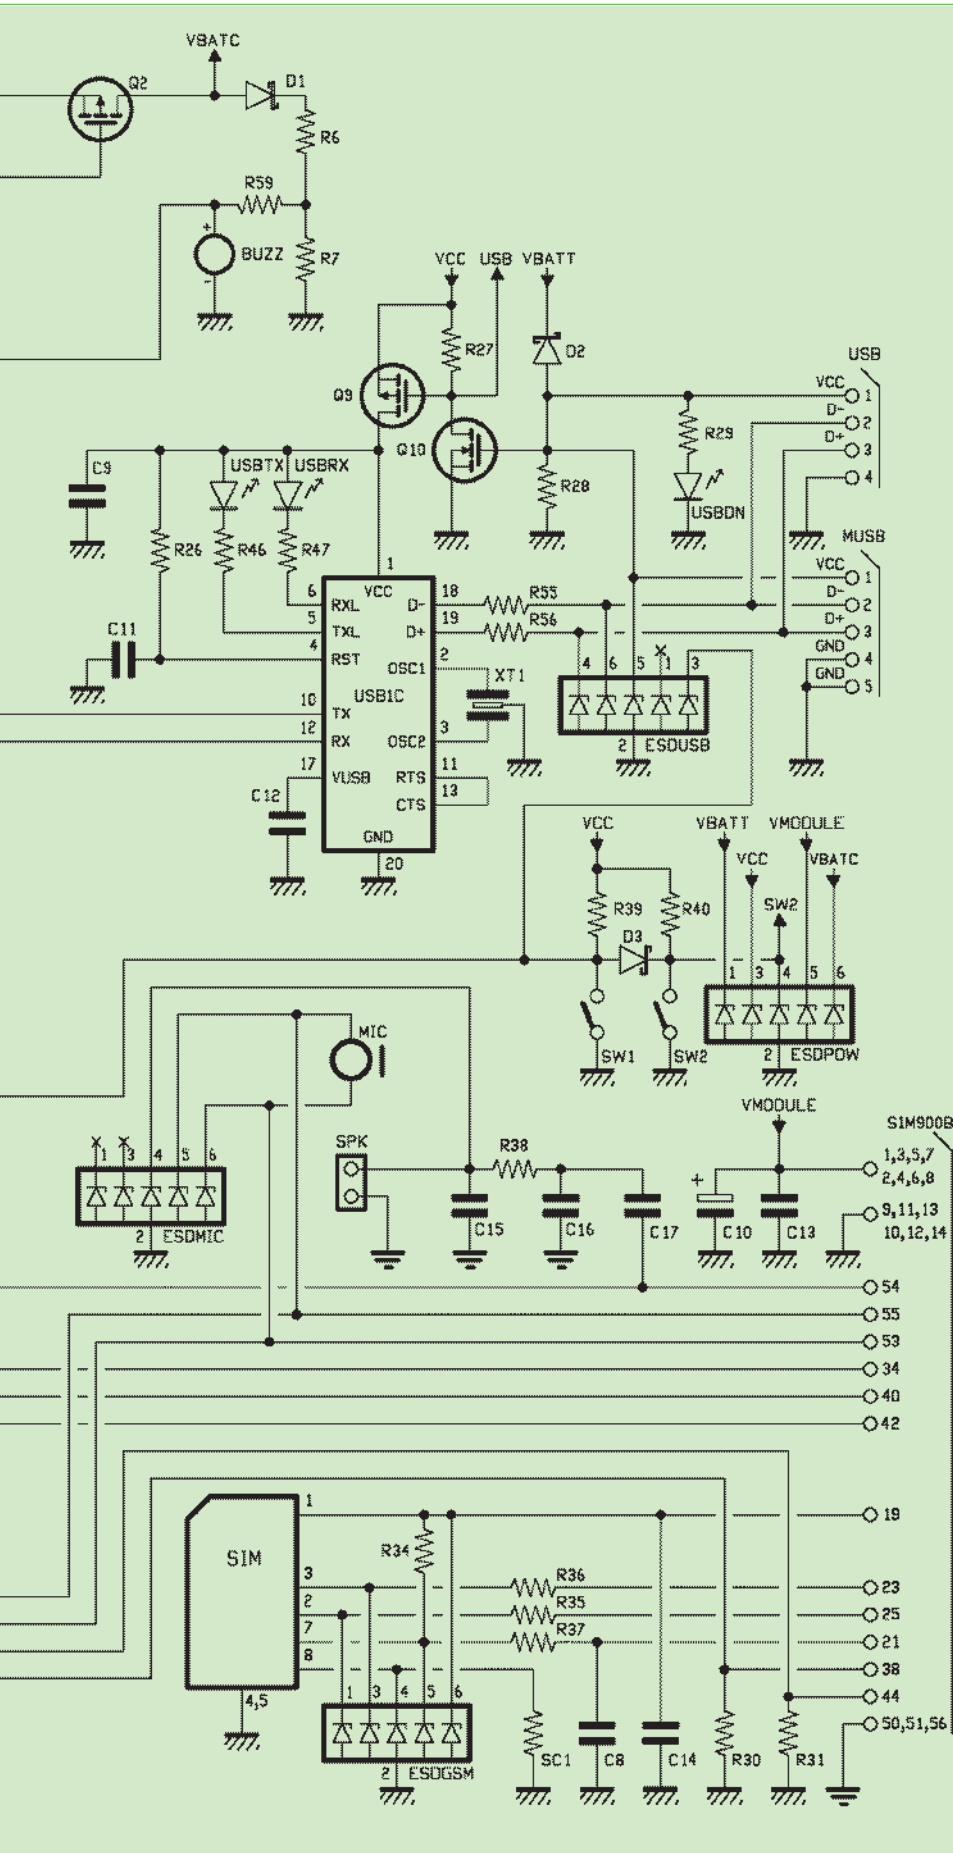 VBATC
Q2
D1
R6
R59
+
BUZZ
R7
-
VCC USB VBATT
R27
D2
USB
Q9
VCC
1
D-
2
R29
D+
3
Q10
C9
USBTX USBRX
4
R28
USBDN
R26
R46
R47
MUSB
1
VCC
VCC
1
6
RXL
D-
18
R55
D-
2
5
TXL
D+
19
R56
D+
3
C11
4
RST
2
GND
4
OSC1
XT1
4
6
5
1
3
GND
5
USB1C
10
TX
12
RX
OSC2
3
2
ESDUSB
17
VUSB
RTS
11
C12
CTS
13
GND
20
VCC
VBATT
VMODULE
VCC
VBATC
R39
R40
SW2
D3
1
3
4
5
6
MIC
SW1
SW2
2
ESDPOW
VMODULE
SIM900B
SPK
R38
1,3,5,7
2,4,6,8
1
3
4
5
6
+
9,11,13
10,12,14
2
ESDMIC
C15
C16
C17
C10
C13
54
55
53
34
40
42
1
19
SIM
R34
3
R36
23
2
R35
25
7
R37
21
8
38
4,5
1
3
4
5
6
44
50,51,56
SC1
C8
C14
R30
R31
2
ESDGSM